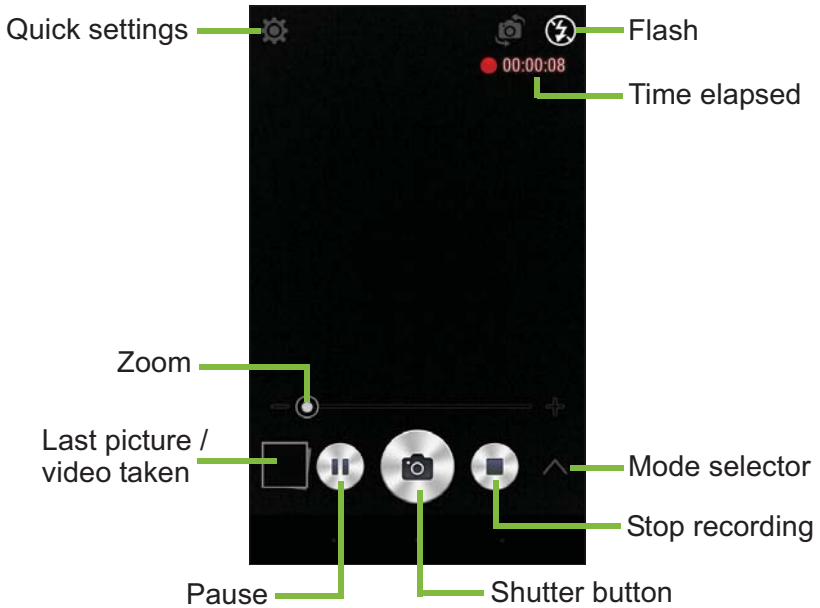 Quick settings
Flash
00:00:08
Time elapsed
Zoom
Last picture /
video taken
Mode selector
Stop recording
Pause
Shutter button